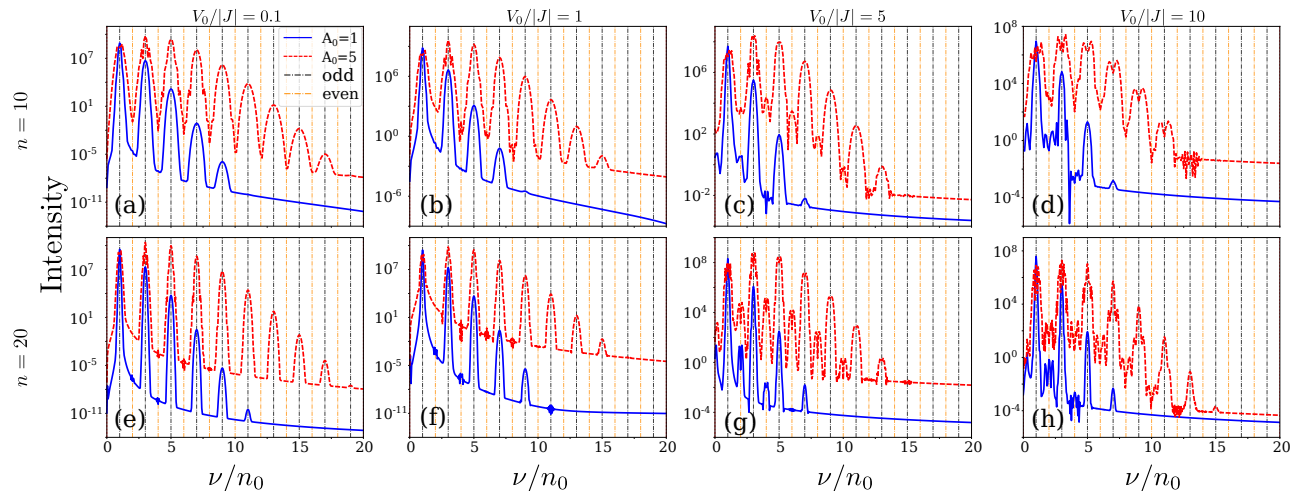 V₀/|J| = 0.1
V₀/|J| = 1
V₀/|J| = 5
V₀/|J| = 10
Intensity
n = 10
10⁷
10¹
10⁻⁵
10⁻¹¹
(a)
A₀=1
A₀=5
odd
even
10⁶
10⁰
10⁻⁶
(b)
10⁶
10²
10⁻²
(c)
10⁸
10⁴
10⁰
10⁻⁴
(d)
n = 20
10⁷
10¹
10⁻⁵
10⁻¹¹
(e)
10⁷
10¹
10⁻⁵
10⁻¹¹
(f)
10⁸
10⁴
10⁰
10⁻⁴
(g)
10⁸
10⁴
10⁰
10⁻⁴
(h)
0 5 10 15 20
0 5 10 15 20
0 5 10 15 20
0 5 10 15 20
ν/n₀
ν/n₀
ν/n₀
ν/n₀